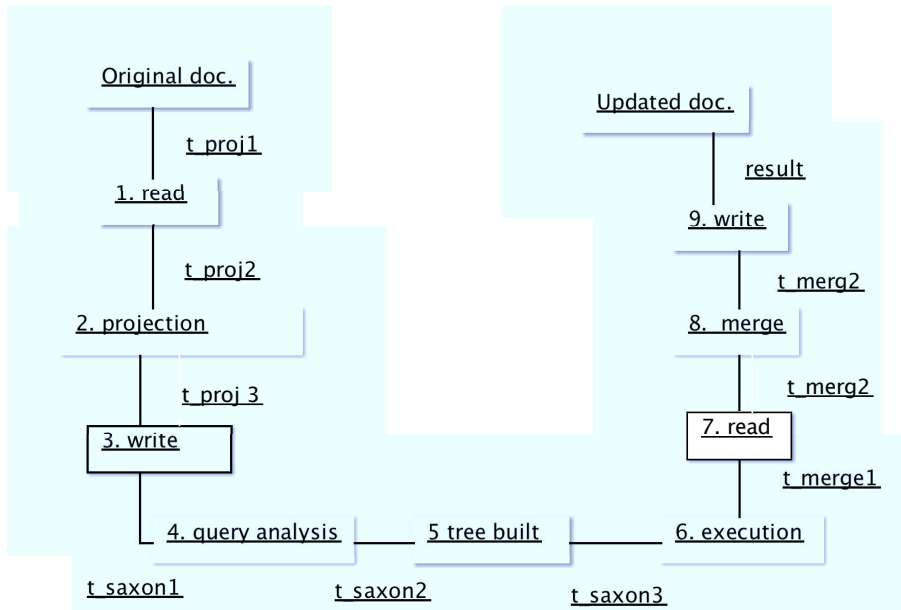 Original doc.
t_proj1
1. read
t_proj2
2. projection
t_proj 3
3. write
4. query analysis
t_saxon1
5 tree built
t_saxon2
6. execution
t_saxon3
t_merge1
7. read
t_merg2
8. merge
t_merg2
9. write
result
Updated doc.